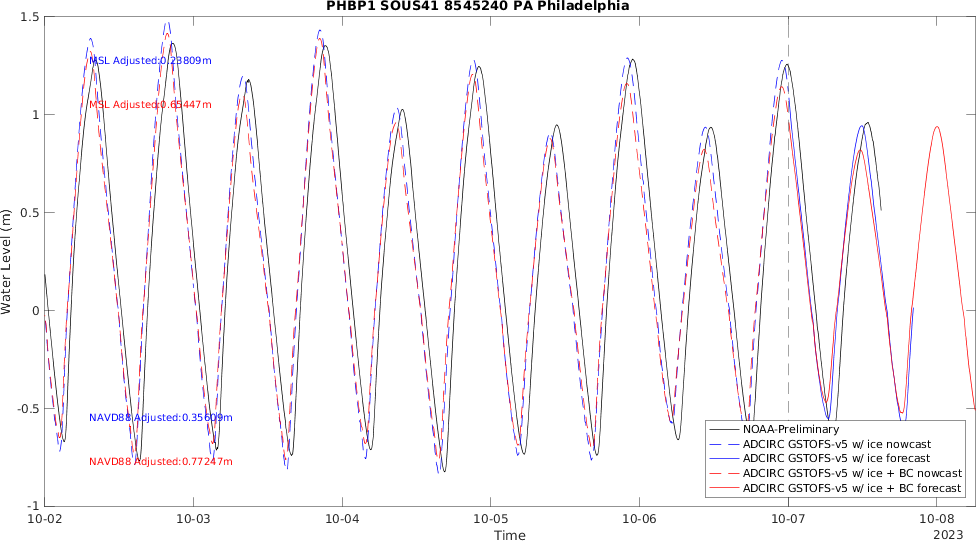 PHBP1 SOUS41 8545240 PA Philadelphia
1.5
MSL Adjusted:0.23809m
MSL Adjusted:0.65447m
1
0.5
Water Level (m)
0
-0.5
NAVD88 Adjusted:0.35609m
NAVD88 Adjusted:0.77247m
NOAA-Preliminary
ADCIRC GSTOFS-v5 w/ ice nowcast
ADCIRC GSTOFS-v5 w/ ice forecast
ADCIRC GSTOFS-v5 w/ ice + BC nowcast
ADCIRC GSTOFS-v5 w/ ice + BC forecast
-1
10-02 10-03 10-04 10-05 10-06 10-07 10-08
Time
2023